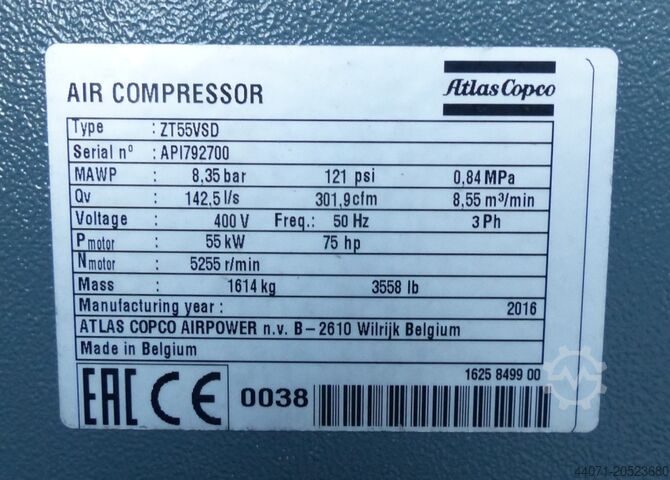 AIR COMPRESSOR
Atlas Copco
Type : ZT55VSD
Serial nº : API792700
MAWP : 8,35 bar 121 psi 0,84 MPa
Qv : 142,5 l/s 301,9 cfm 8,55 m³/min
Voltage : 400 V Freq.: 50 Hz 3 Ph
Pmotor : 55 kW 75 hp
Nmotor : 5255 r/min
Mass : 1614 kg 3558 lb
Manufacturing year : 2016
ATLAS COPCO AIRPOWER n.v. B – 2610 Wilrijk Belgium
Made in Belgium
1625 8499 00
EAC CE 0038
44071-20523680